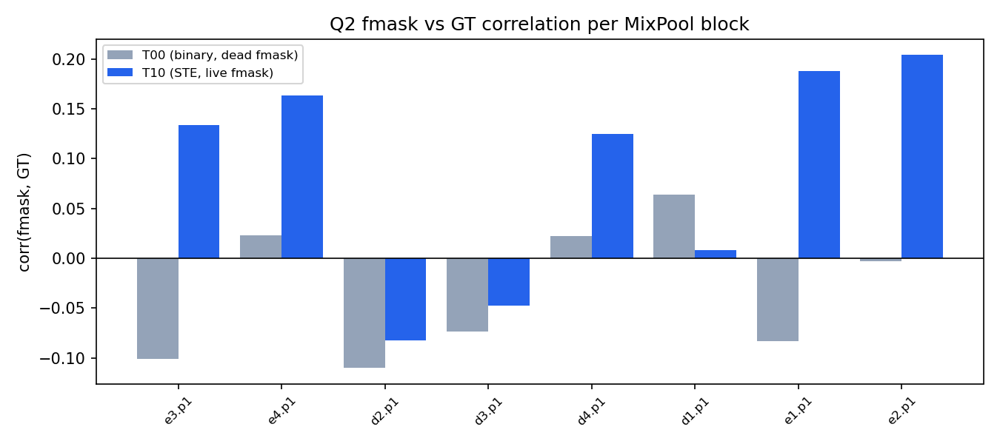 Q2 fmask vs GT correlation per MixPool block
T00 (binary, dead fmask)
T10 (STE, live fmask)
corr(fmask, GT)
0.20
0.15
0.10
0.05
0.00
−0.05
−0.10
e3.p1
e4.p1
d2.p1
d3.p1
d4.p1
d1.p1
e1.p1
e2.p1